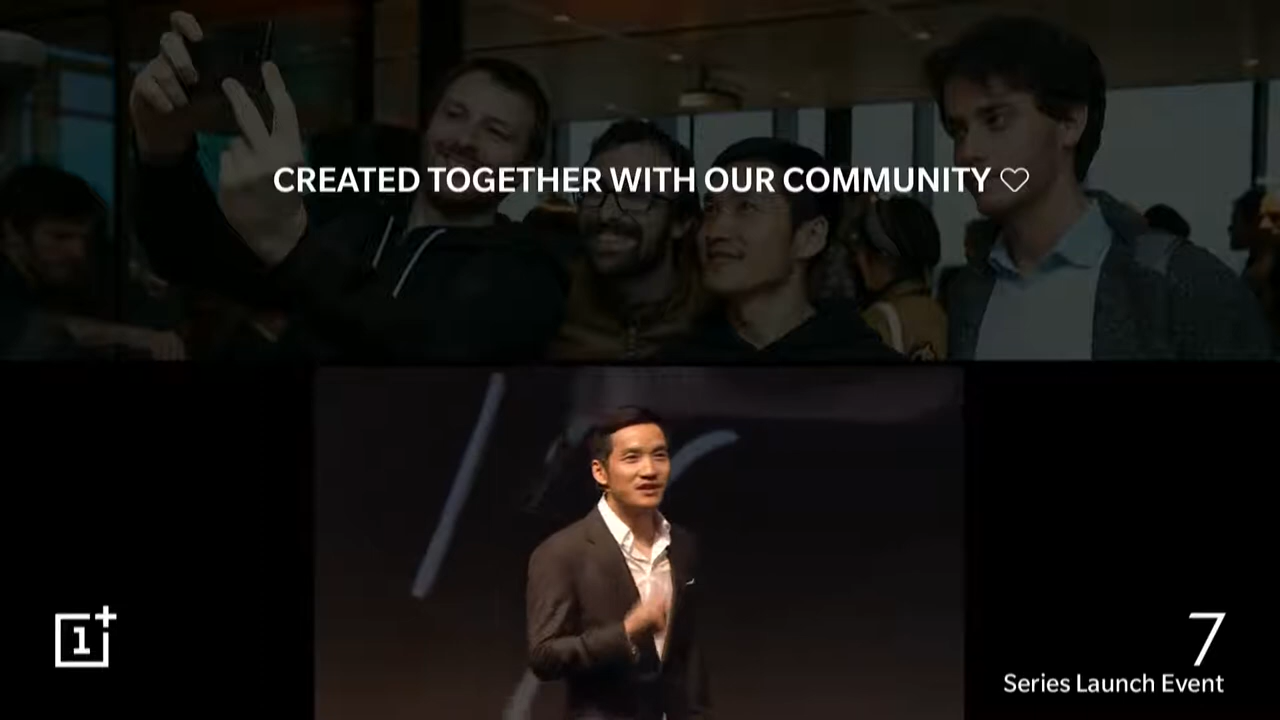 CREATED TOGETHER WITH OUR COMMUNITY ♡
1+
7
Series Launch Event